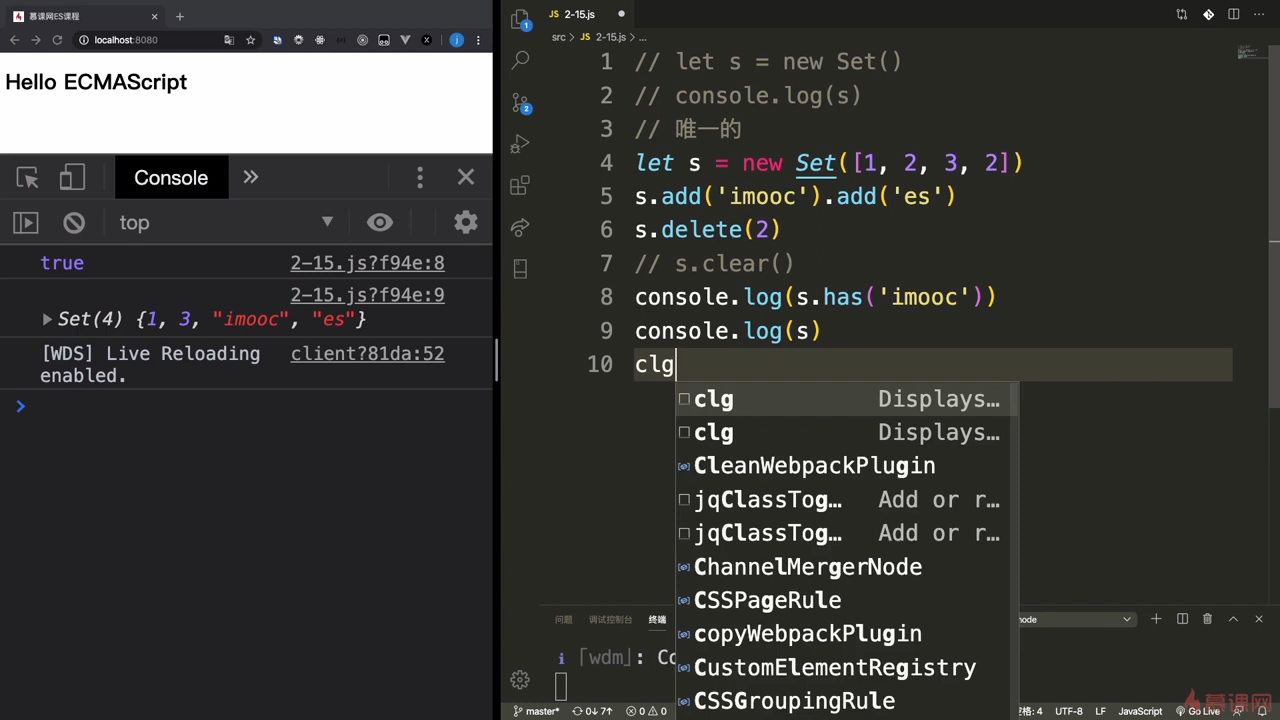 慕课网ES课程
localhost:8080
Hello ECMAScript
Console
top
true 2-15.js?f94e:8
2-15.js?f94e:9
Set(4) {1, 3, "imooc", "es"}
[WDS] Live Reloading enabled. client?81da:52
2-15.js
src > JS 2-15.js > ...
1 // let s = new Set()
2 // console.log(s)
3 // 唯一的
4 let s = new Set([1, 2, 3, 2])
5 s.add('imooc').add('es')
6 s.delete(2)
7 // s.clear()
8 console.log(s.has('imooc'))
9 console.log(s)
10 clg
clg Displays…
clg Displays…
CleanWebpackPlugin
jqClassTog… Add or r…
jqClassTog… Add or r…
ChannelMergerNode
CSSPageRule
copyWebpackPlugin
CustomElementRegistry
CSSGroupingRule
问题 调试控制台 终端 node
i ⌈wdm⌋: Co
master* 0↓ 7↑ 0 0 空格: 4 UTF-8 LF JavaScript Go Live
慕课网